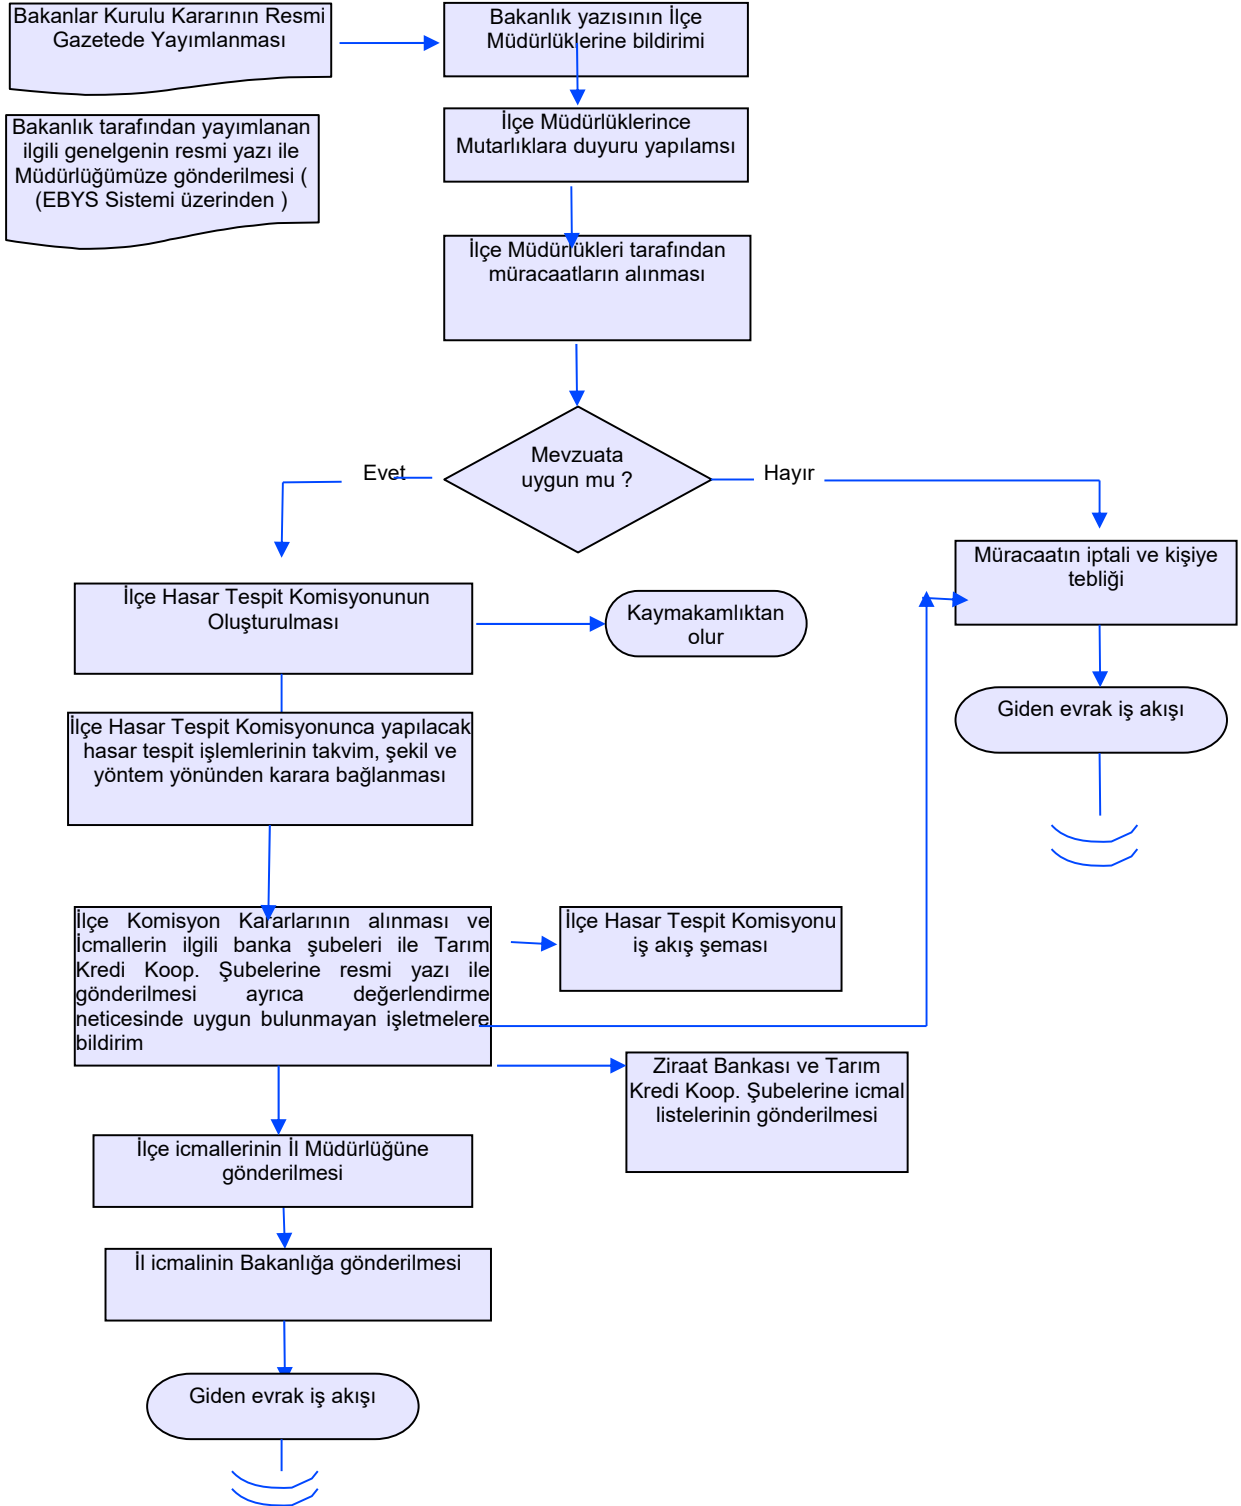 Bakanlar Kurulu Kararının Resmi
Gazetede Yayımlanması
Bakanlık yazısının İlçe
Müdürlüklerine bildirimi
Bakanlık tarafından yayımlanan
ilgili genelgenin resmi yazı ile
Müdürlüğümüze gönderilmesi (
(EBYS Sistemi üzerinden )
İlçe Müdürlüklerince
Mutarlıklara duyuru yapılamsı
İlçe Müdürlükleri tarafından
müracaatların alınması
Mevzuata
uygun mu ?
Evet
Hayır
Müracaatın iptali ve kişiye
tebliği
İlçe Hasar Tespit Komisyonunun
Oluşturulması
Kaymakamlıktan
olur
Giden evrak iş akışı
İlçe Hasar Tespit Komisyonunca yapılacak
hasar tespit işlemlerinin takvim, şekil ve
yöntem yönünden karara bağlanması
İlçe Komisyon Kararlarının alınması ve
İcmallerin ilgili banka şubeleri ile Tarım
Kredi Koop. Şubelerine resmi yazı ile
gönderilmesi ayrıca değerlendirme
neticesinde uygun bulunmayan işletmelere
bildirim
İlçe Hasar Tespit Komisyonu
iş akış şeması
Ziraat Bankası ve Tarım
Kredi Koop. Şubelerine icmal
listelerinin gönderilmesi
İlçe icmallerinin İl Müdürlüğüne
gönderilmesi
İl icmalinin Bakanlığa gönderilmesi
Giden evrak iş akışı